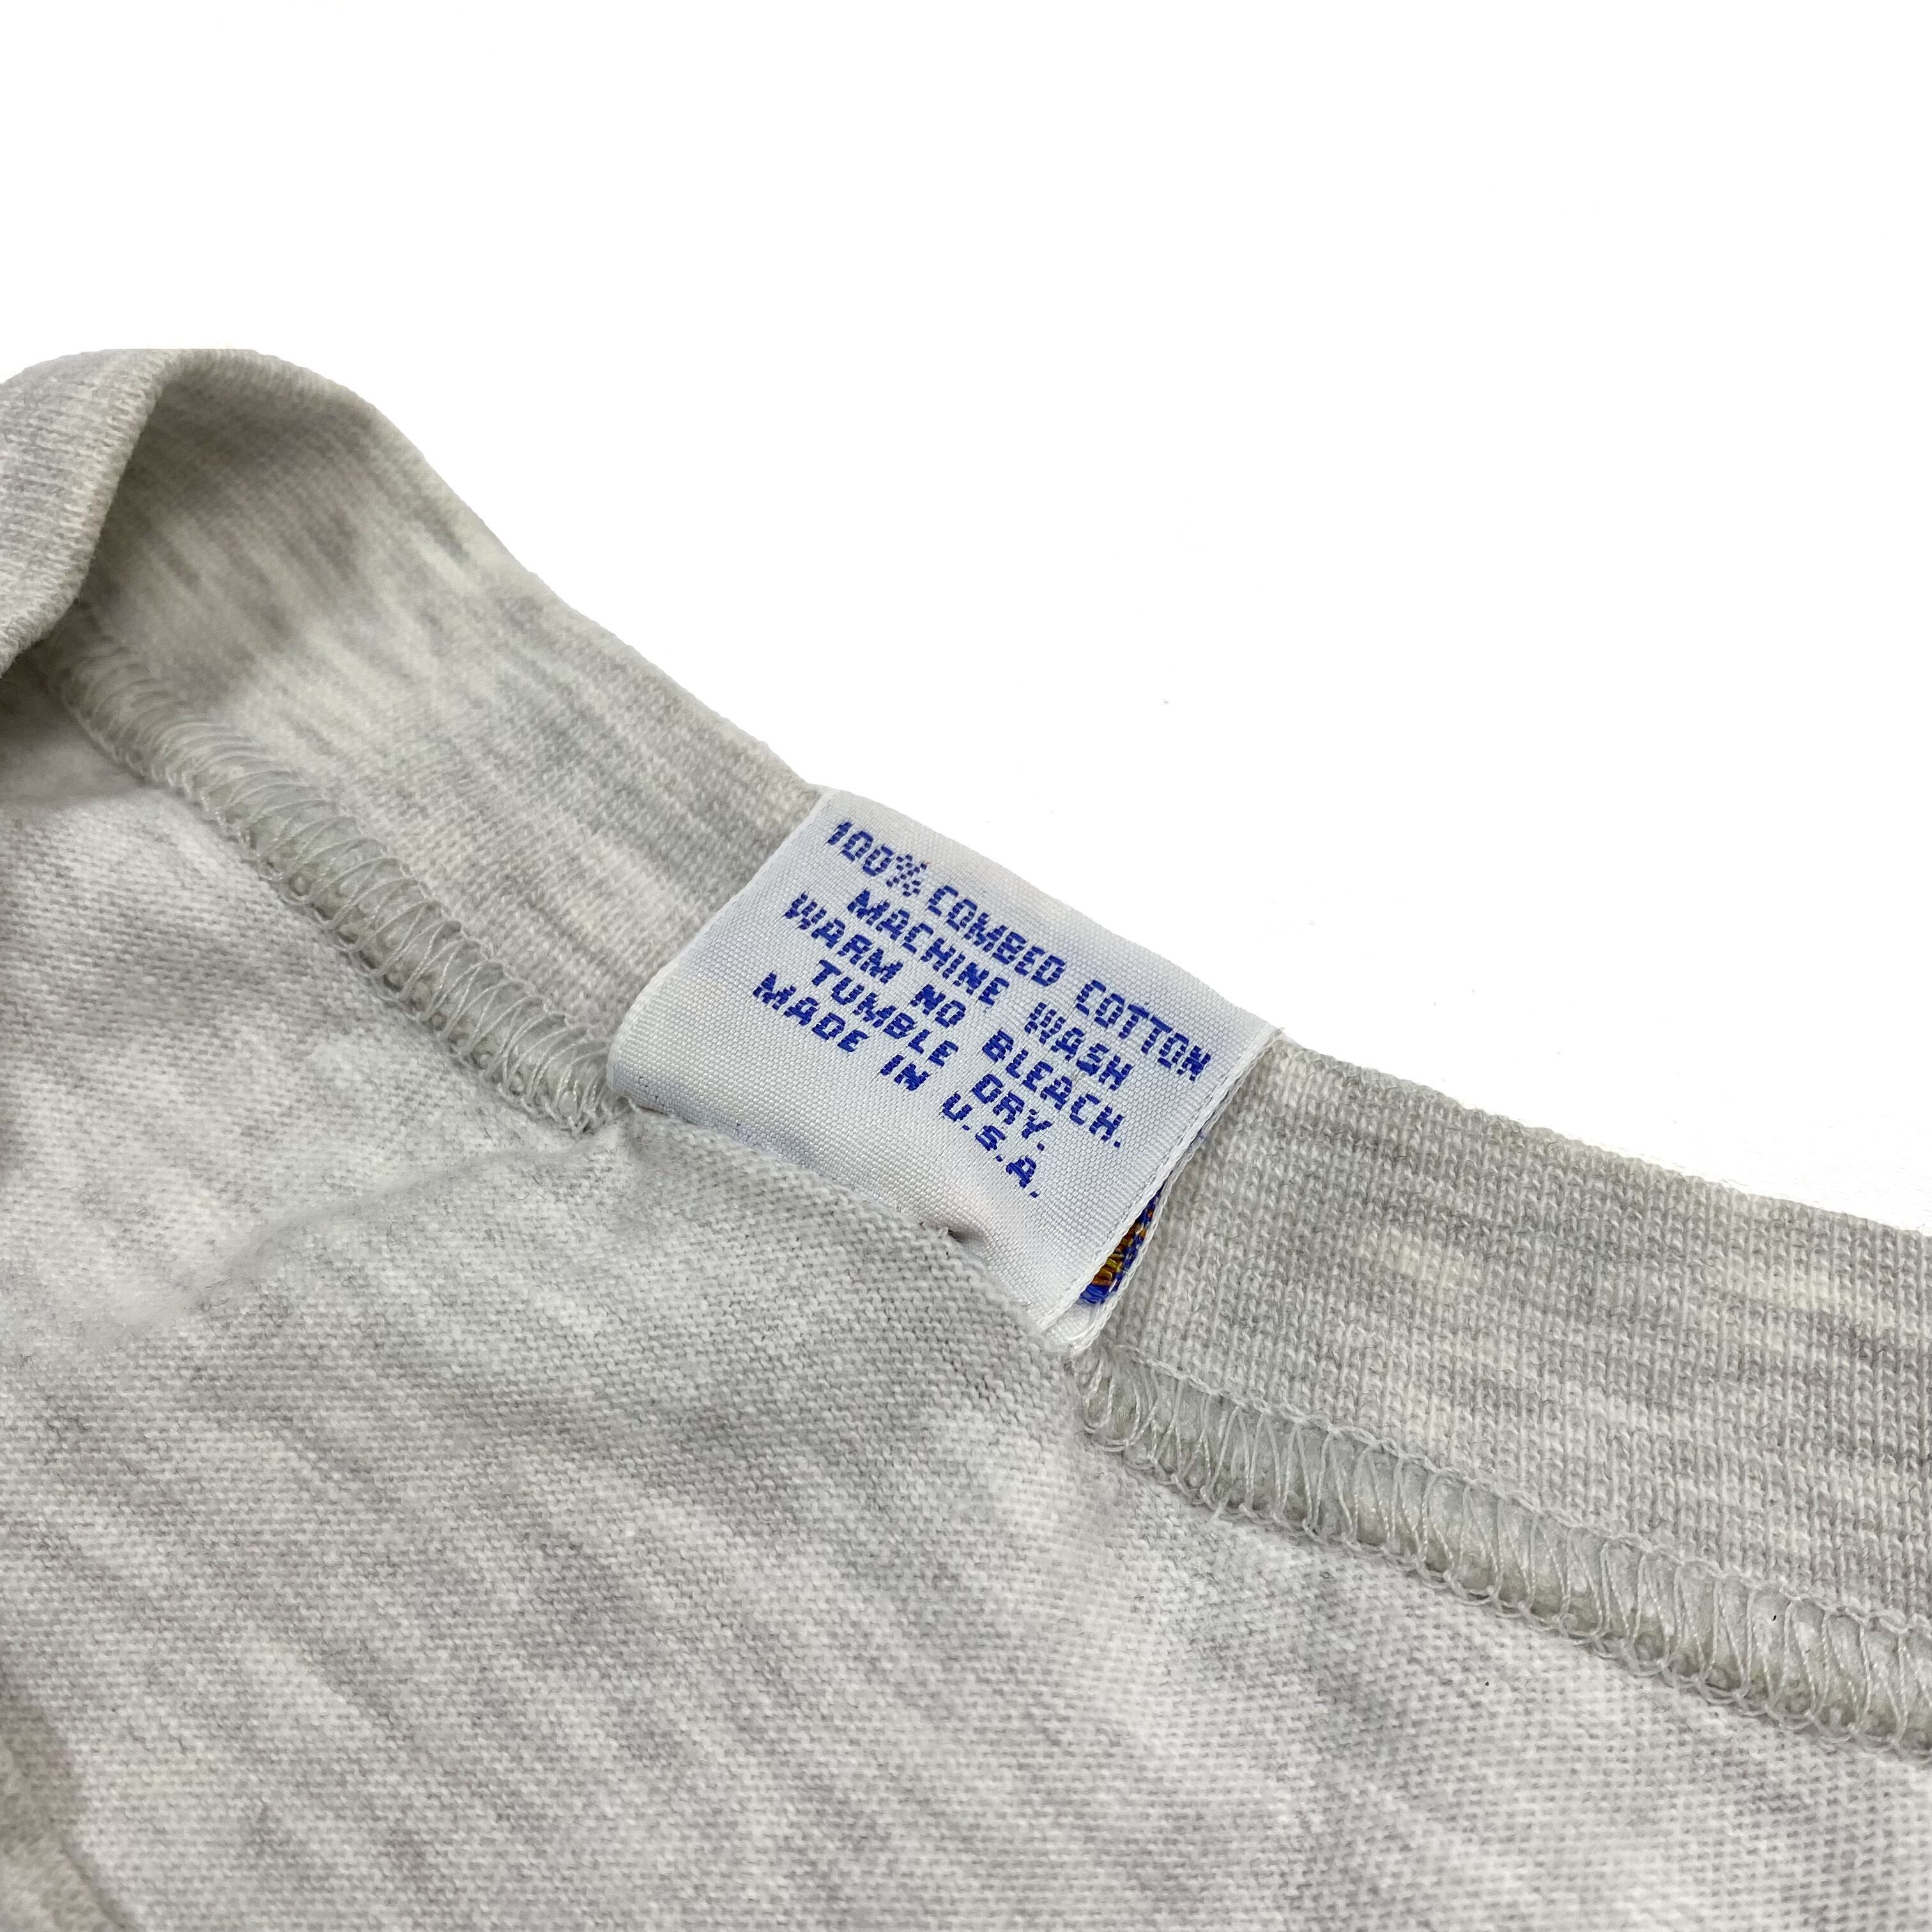 100% COMBED COTTON
MACHINE WASH
WARM NO BLEACH.
TUMBLE DRY.
MADE IN U.S.A.